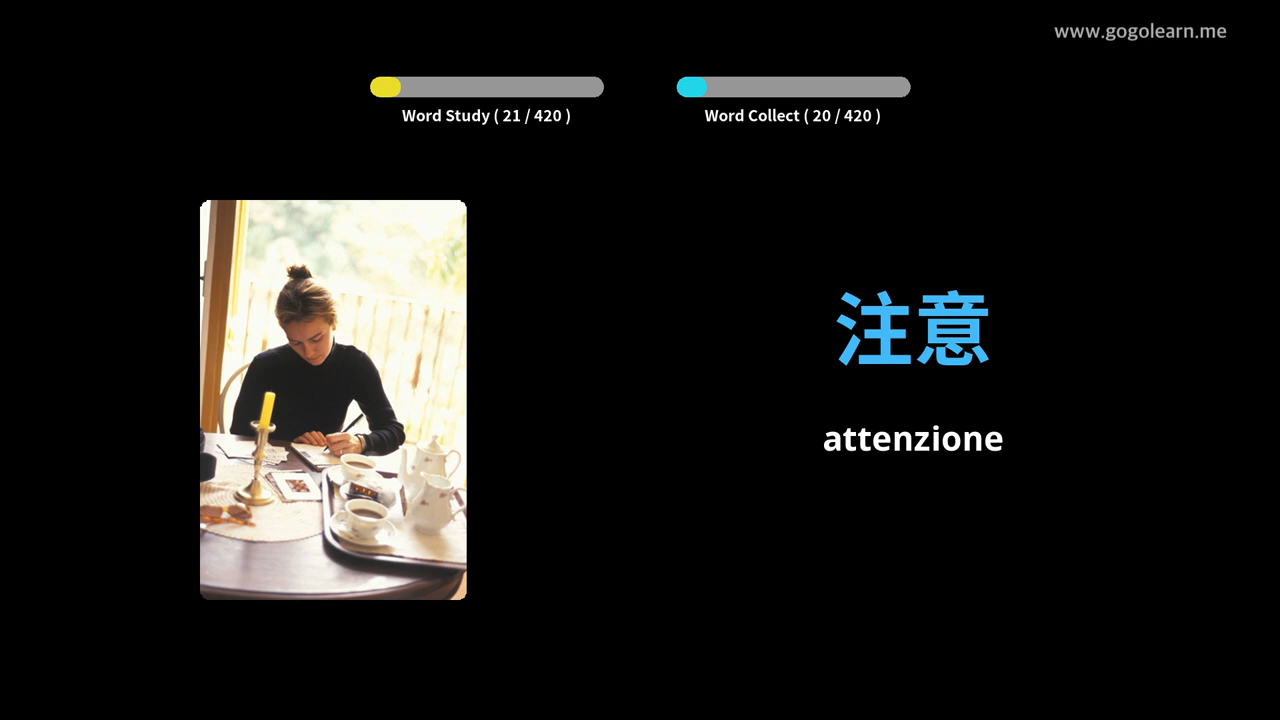 www.gogolearn.me
Word Study ( 21 / 420 )
Word Collect ( 20 / 420 )
注意
attenzione